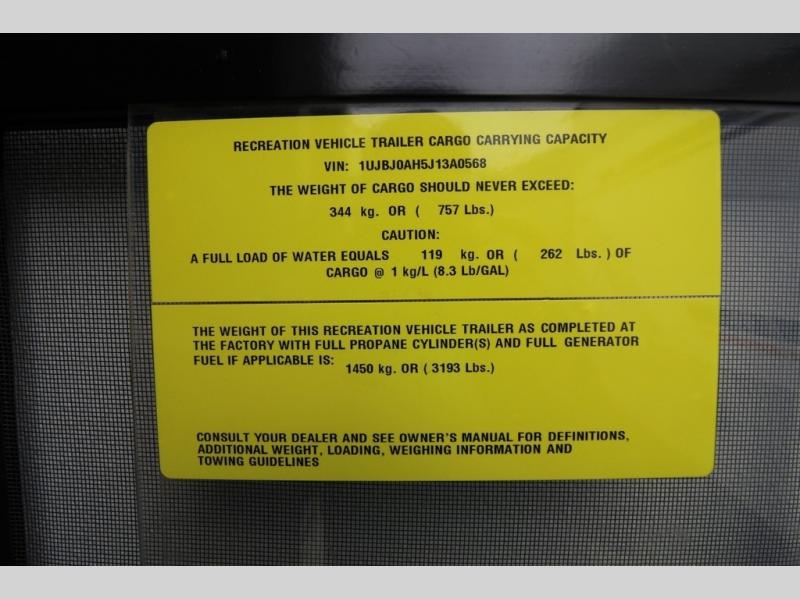 RECREATION VEHICLE TRAILER CARGO CARRYING CAPACITY
VIN: 1UJBJ0AH5J13A0568
THE WEIGHT OF CARGO SHOULD NEVER EXCEED:
344 kg. OR ( 757 Lbs.)
CAUTION:
A FULL LOAD OF WATER EQUALS 119 kg. OR ( 262 Lbs. ) OF
CARGO @ 1 kg/L (8.3 Lb/GAL)
THE WEIGHT OF THIS RECREATION VEHICLE TRAILER AS COMPLETED AT
THE FACTORY WITH FULL PROPANE CYLINDER(S) AND FULL GENERATOR
FUEL IF APPLICABLE IS: 1450 kg. OR ( 3193 Lbs.)
CONSULT YOUR DEALER AND SEE OWNER'S MANUAL FOR DEFINITIONS,
ADDITIONAL WEIGHT, LOADING, WEIGHING INFORMATION AND
TOWING GUIDELINES